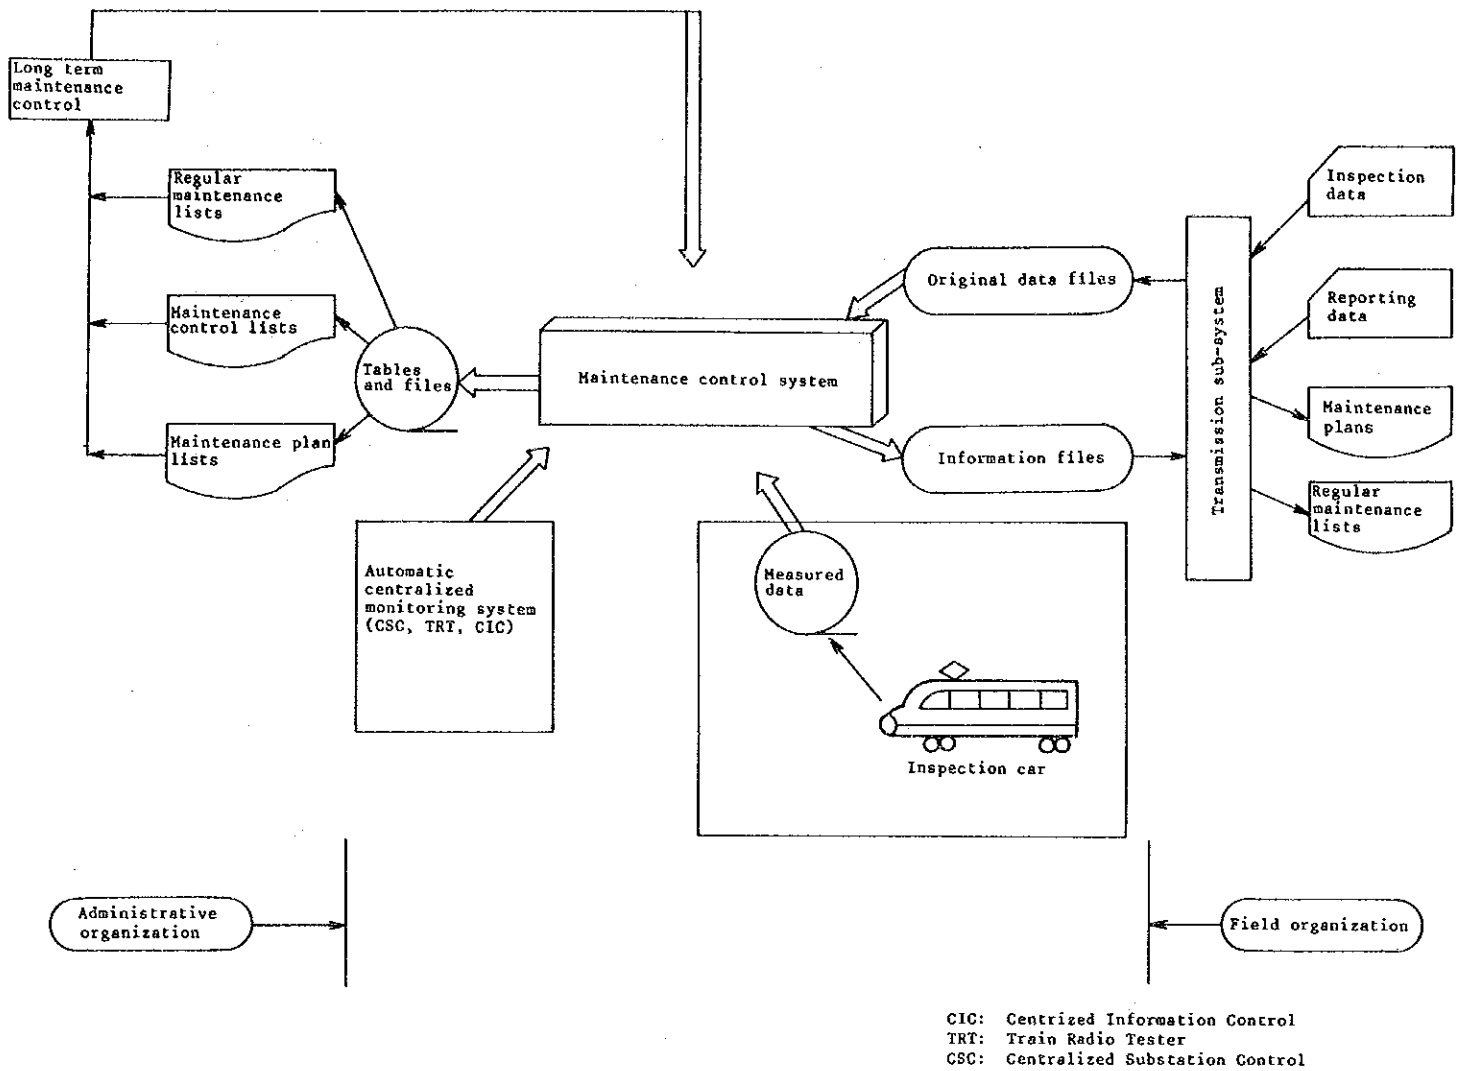 Long term
maintenance
control
Regular
maintenance
lists
Maintenance
control lists
Maintenance plan
lists
Tables
and files
Maintenance control system
Original data files
Information files
Transmission sub-system
Inspection
data
Reporting
data
Maintenance
plans
Regular
maintenance
lists
Automatic
centralized
monitoring system
(CSC, TRT, CIC)
Measured
data
Inspection car
Administrative
organization
Field organization
CIC: Centrized Information Control
TRT: Train Radio Tester
CSC: Centralized Substation Control